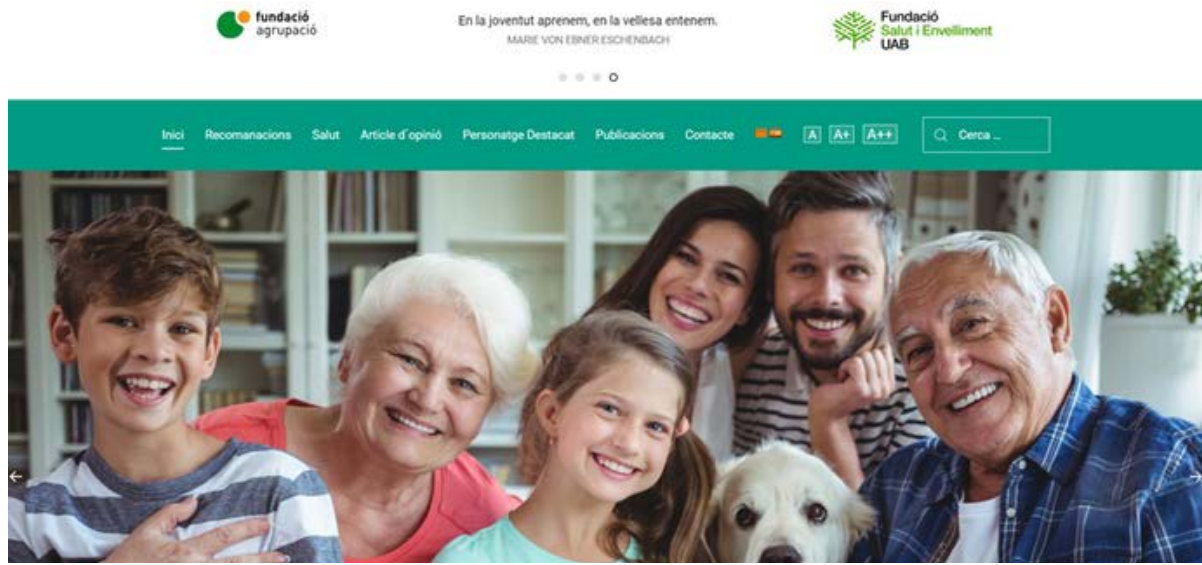 fundació
agrupació
En la joventut aprenem, en la vellesa entenem.
MARIE VON EBNER ESCHENBACH
Fundació
Salut i Envelliment
UAB
Inici Recomanacions Salut Article d´opinió Personatge Destacat Publicacions Contacte A A+ A++ Cerca ...